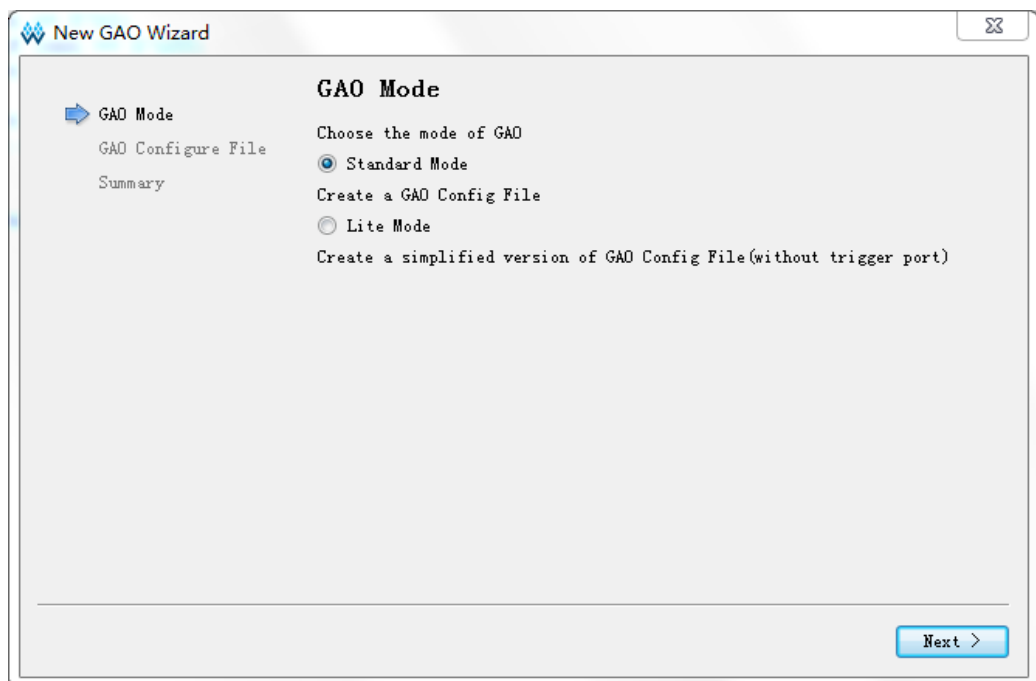 New GAO Wizard
GAO Mode
GAO Configure File
Summary
GAO Mode
Choose the mode of GAO
Standard Mode
Create a GAO Config File
Lite Mode
Create a simplified version of GAO Config File(without trigger port)
Next >